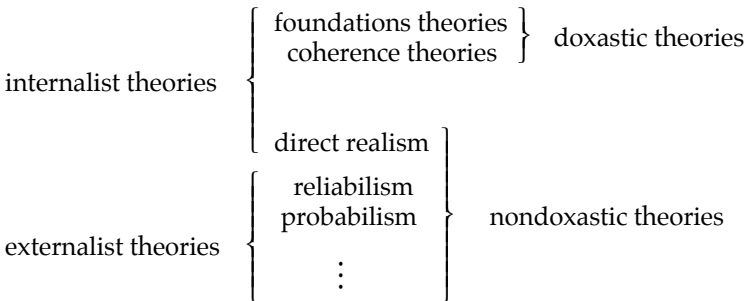 foundations theories
coherence theories
doxastic theories
internalist theories
direct realism
reliabilism
probabilism
nondoxastic theories
externalist theories
⋮